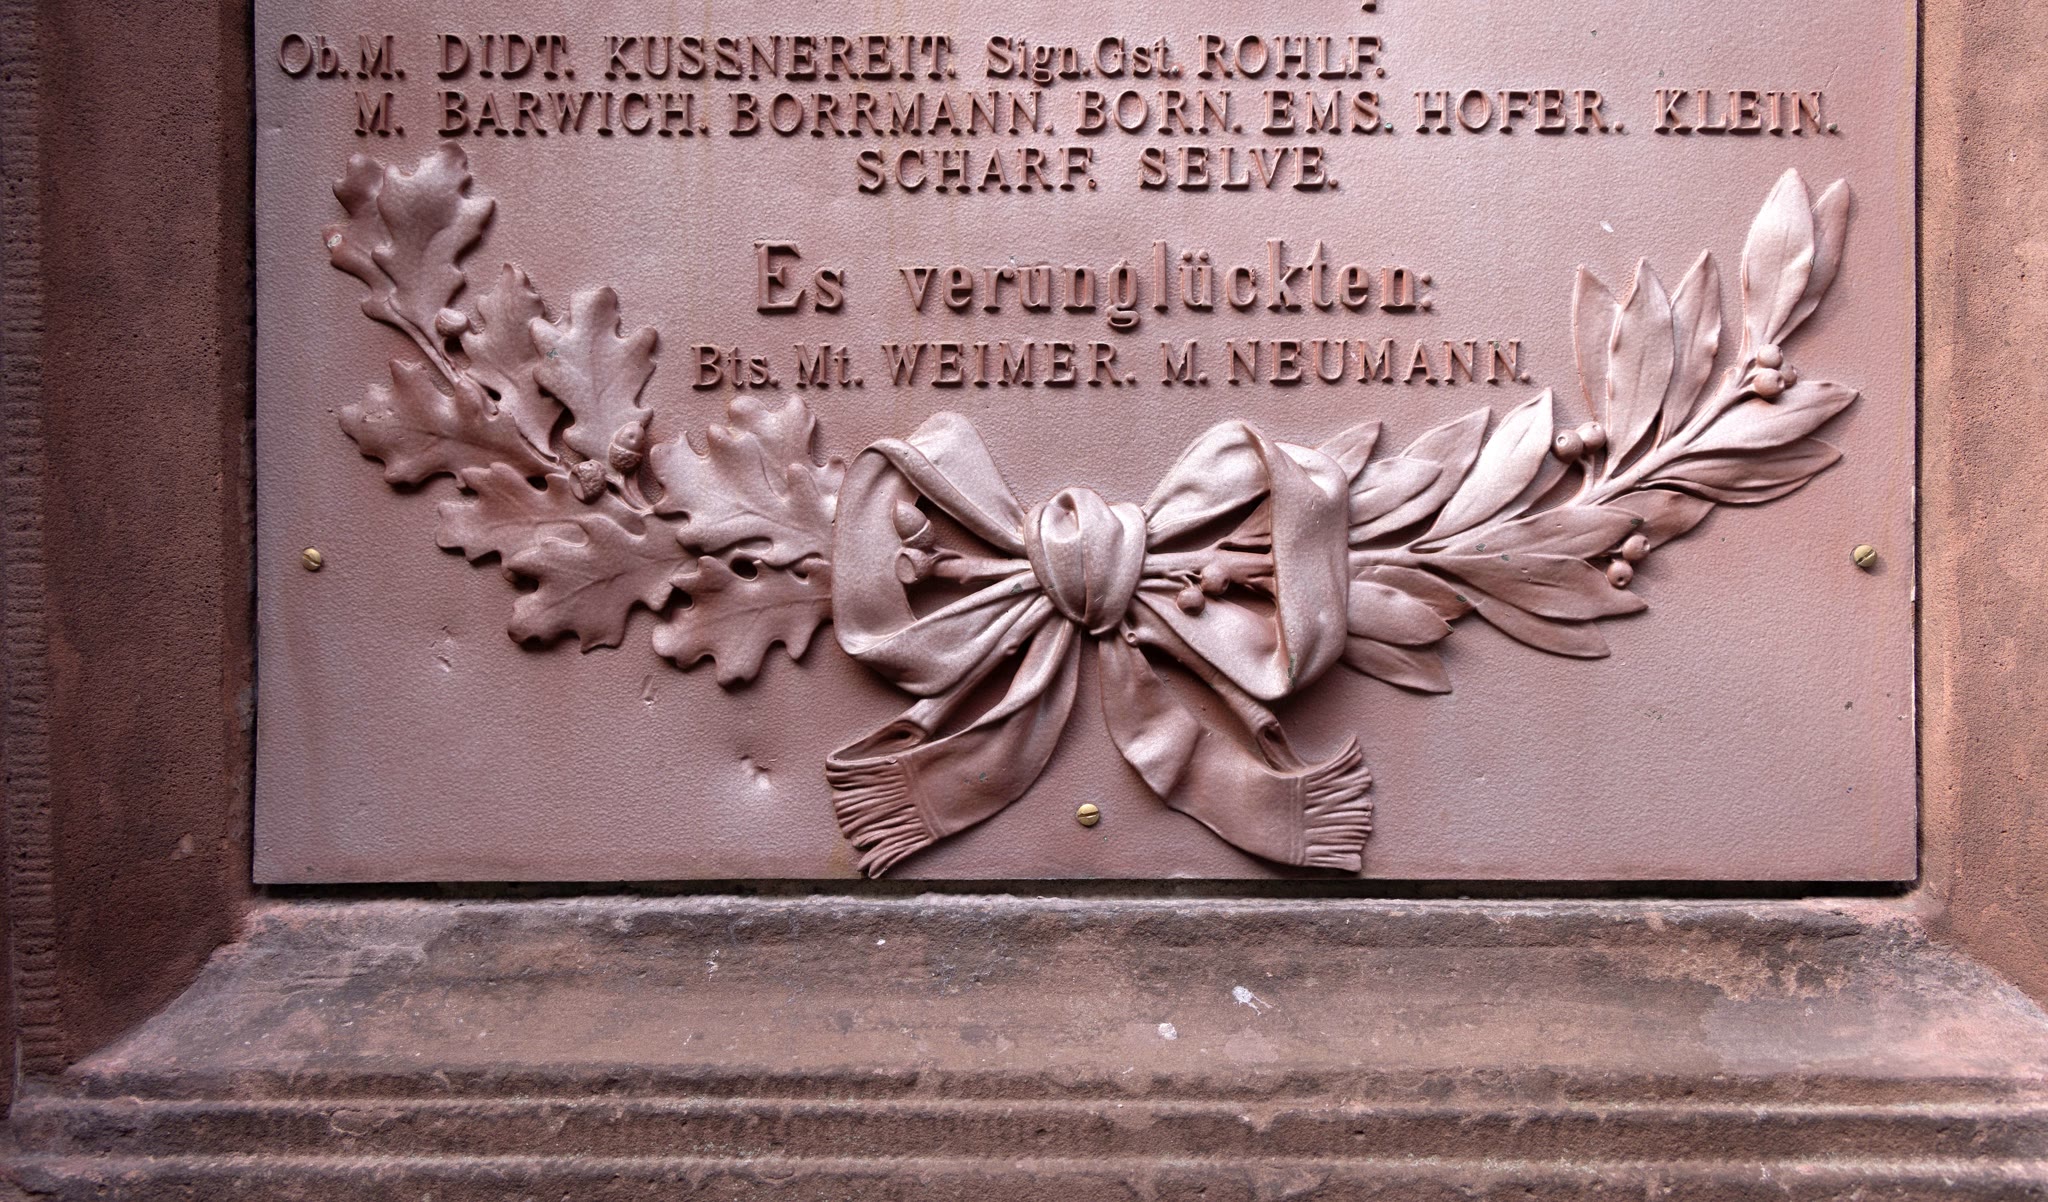 Ob. M. DIDT. KUSSNEREIT. Sign.Gst. ROHLF.
M. BARWICH. BORRMANN. BORN. EMS. HOFER. KLEIN.
SCHARF. SELVE.
Es verunglückten:
Bts. Mt. WEIMER. M. NEUMANN.